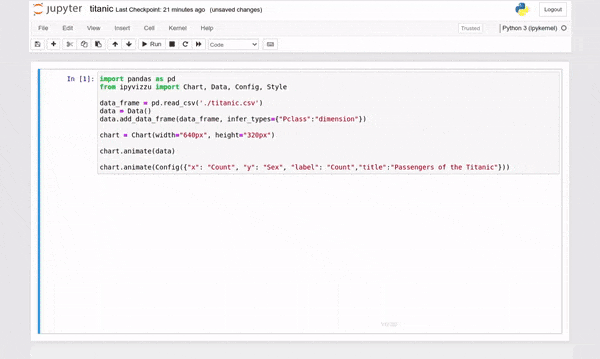 jupyter titanic Last Checkpoint: 21 minutes ago (unsaved changes) Logout
File Edit View Insert Cell Kernel Help Trusted Python 3 (ipykernel)
Run Code
In [1]: import pandas as pd
from ipyvizzu import Chart, Data, Config, Style
data_frame = pd.read_csv('./titanic.csv')
data = Data()
data.add_data_frame(data_frame, infer_types={"Pclass":"dimension"})
chart = Chart(width="640px", height="320px")
chart.animate(data)
chart.animate(Config({"x": "Count", "y": "Sex", "label": "Count","title":"Passengers of the Titanic"}))